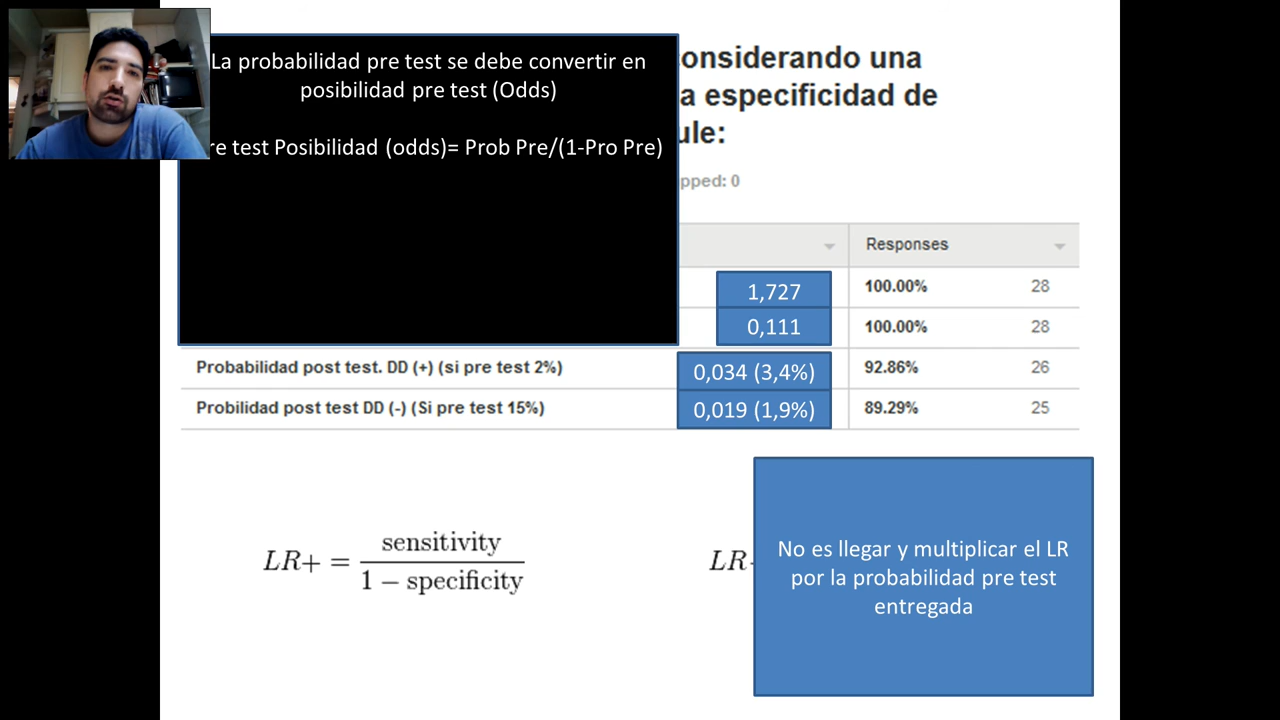 La probabilidad pre test se debe convertir en
posibilidad pre test (Odds)
re test Posibilidad (odds)= Prob Pre/(1-Pro Pre)
onsiderando una
a especificidad de
ule:
pped: 0
Responses
1,727 100.00% 28
0,111 100.00% 28
Probabilidad post test. DD (+) (si pre test 2%) 0,034 (3,4%) 92.86% 26
Probilidad post test DD (-) (Si pre test 15%) 0,019 (1,9%) 89.29% 25
LR+ = sensitivity
1 − specificity
LR
No es llegar y multiplicar el LR
por la probabilidad pre test
entregada